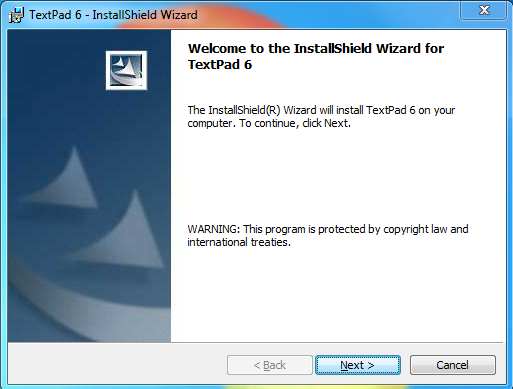 TextPad 6 - InstallShield Wizard
Welcome to the InstallShield Wizard for
TextPad 6
The InstallShield(R) Wizard will install TextPad 6 on your
computer. To continue, click Next.
WARNING: This program is protected by copyright law and
international treaties.
< Back
Next >
Cancel